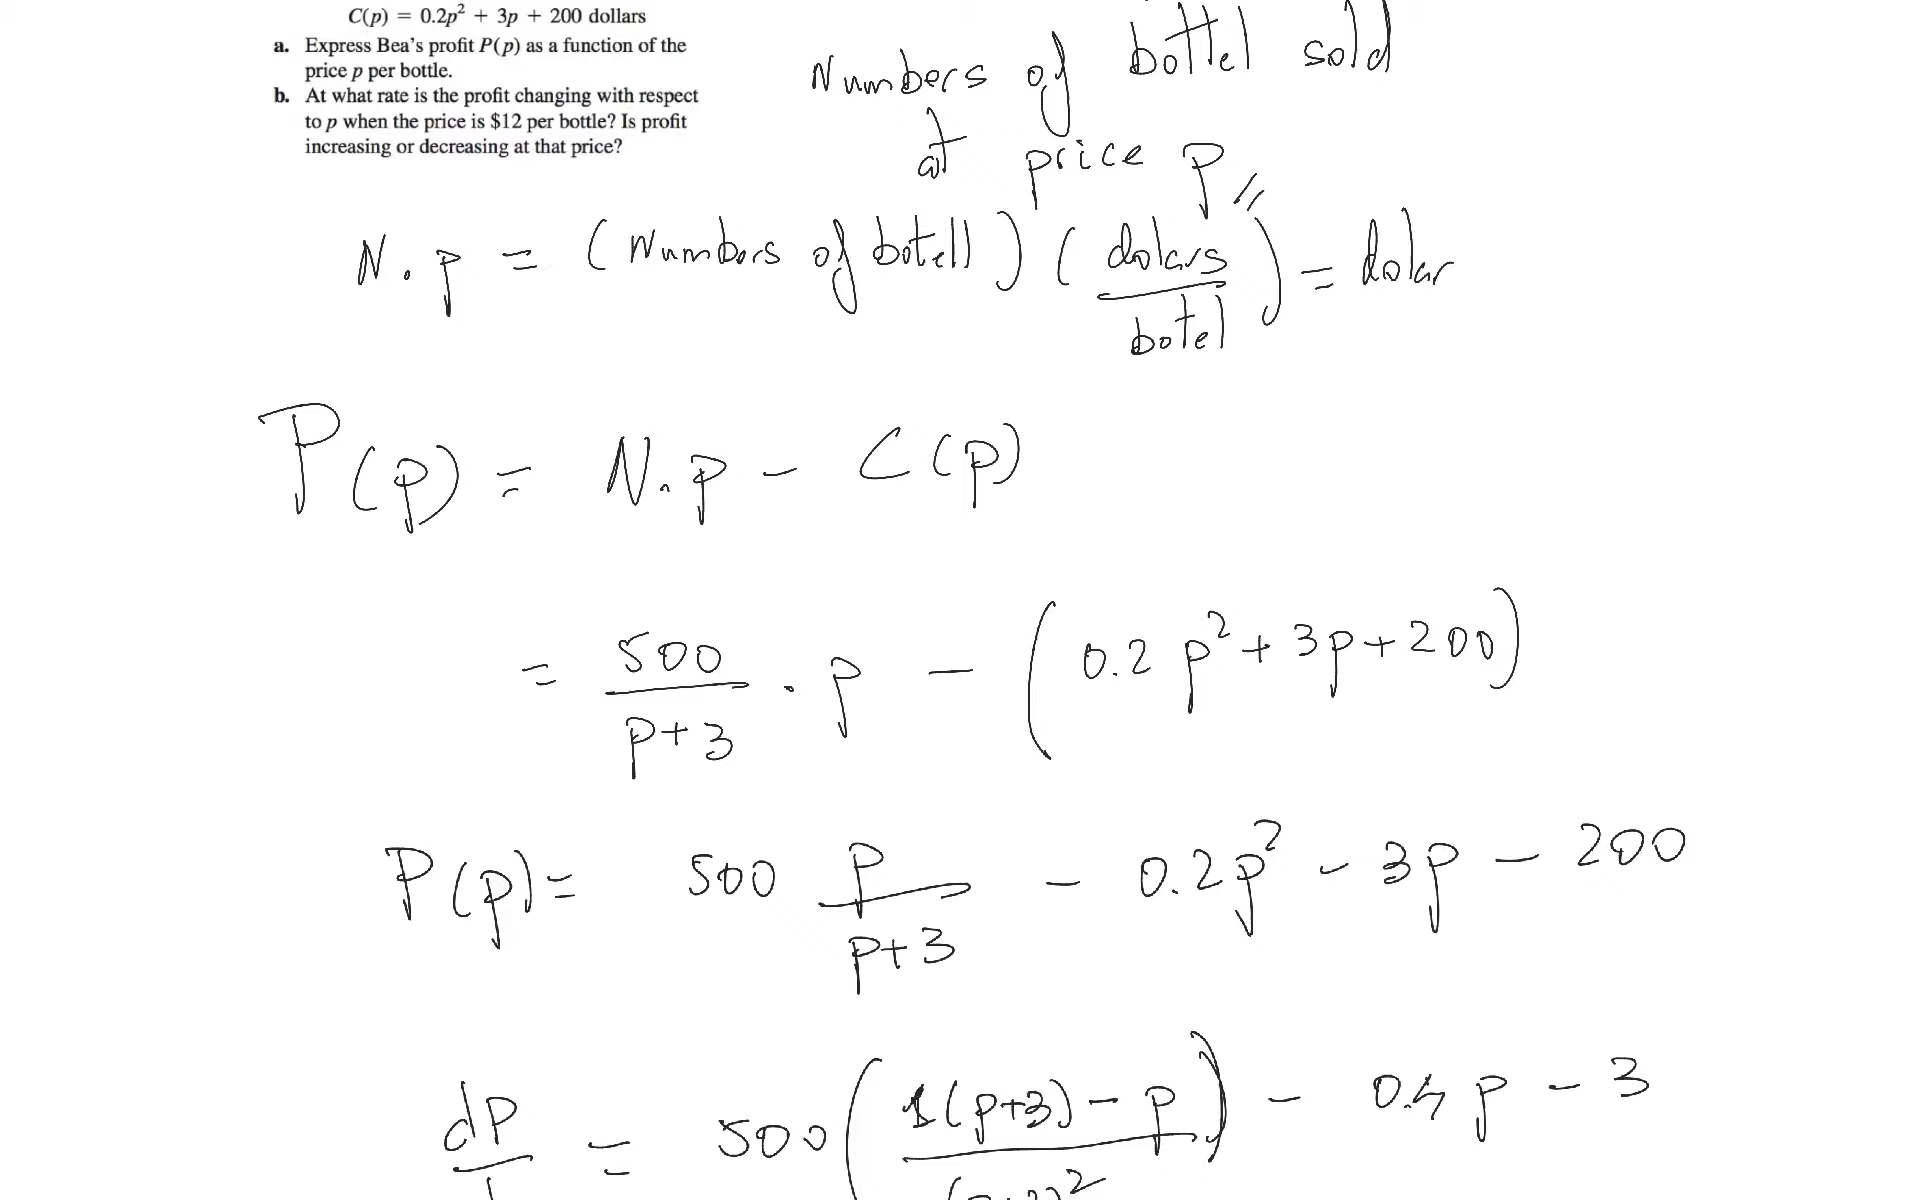 C(p) = 0.2p² + 3p + 200 dollars
a. Express Bea's profit P(p) as a function of the
price p per bottle.
b. At what rate is the profit changing with respect
to p when the price is $12 per bottle? Is profit
increasing or decreasing at that price?
Numbers of bottel sold
at price p
N . p = (Numbers of botell) (dolars / botel) = dolar
P(p) = N . p - C(p)
= 500 / (p+3) . p - (0.2p² + 3p + 200)
P(p) = 500 p / (p+3) - 0.2p² - 3p - 200
dP = 500 (1(p+3) - p) - 0.4p - 3